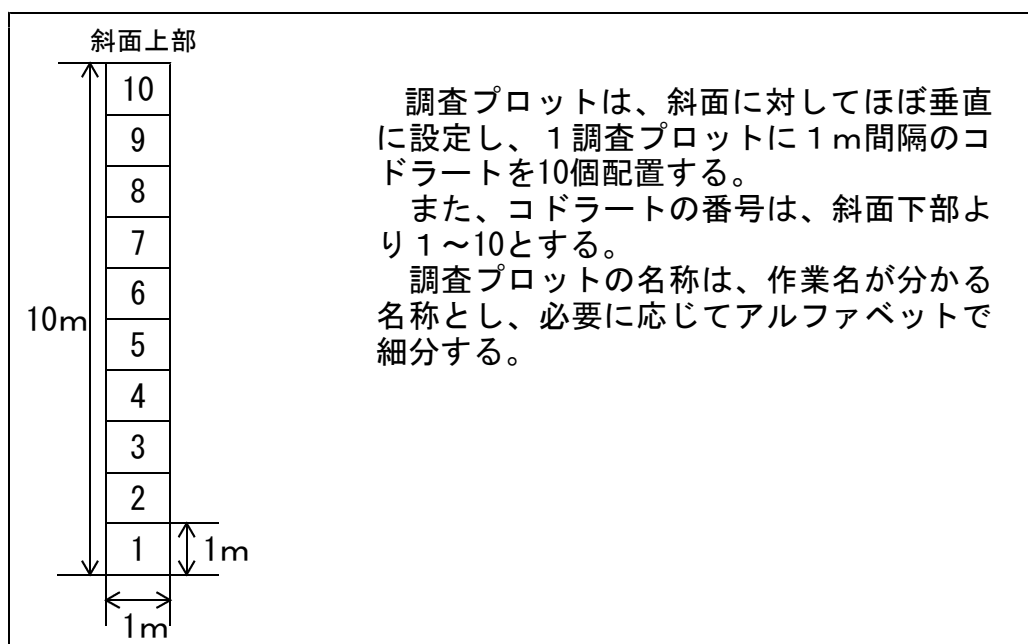 斜面上部
10
9
8
7
6
5
4
3
2
1
10ｍ
1ｍ
1ｍ
調査プロットは、斜面に対してほぼ垂直
に設定し、１調査プロットに１ｍ間隔のコ
ドラートを10個配置する。
また、コドラートの番号は、斜面下部よ
り１～10とする。
調査プロットの名称は、作業名が分かる
名称とし、必要に応じてアルファベットで
細分する。